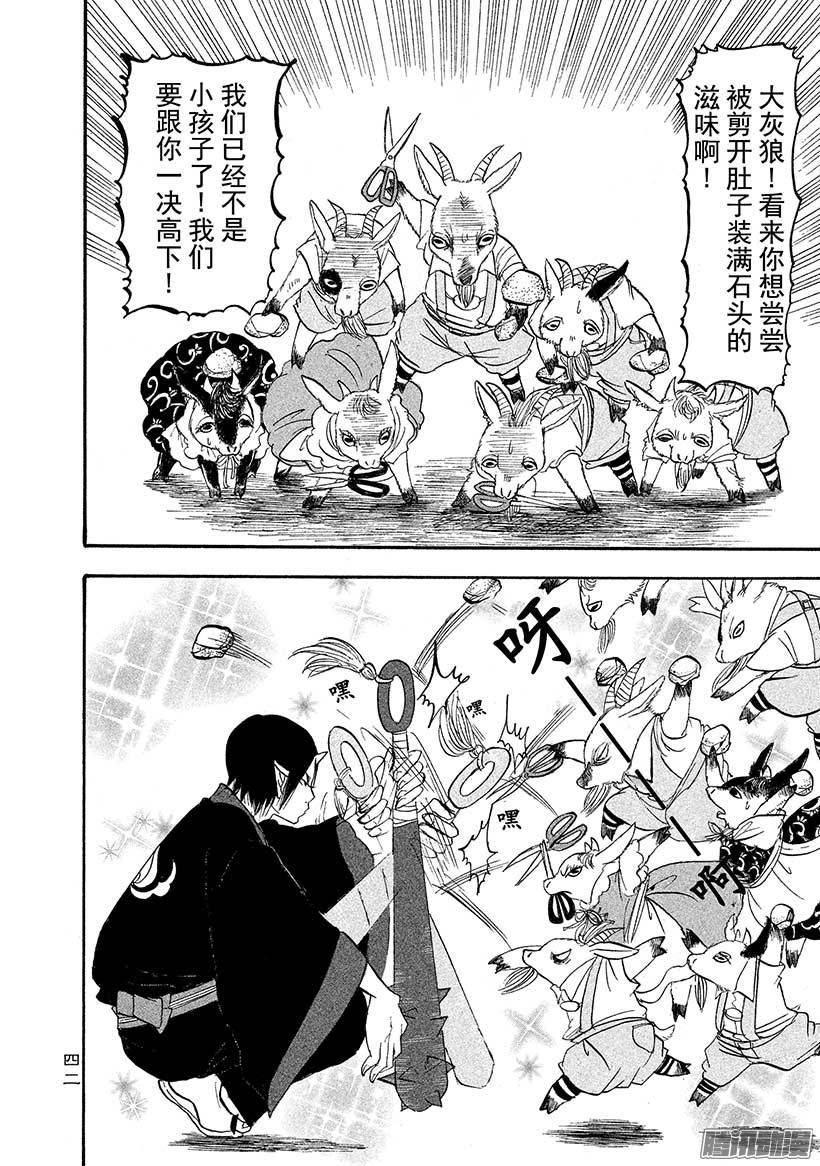 大灰狼！看来你想尝尝
被剪开肚子装满石头的
滋味啊！
我们已经不是
小孩子了！我们
要跟你一决高下！
呀——啊
嘿
嘿
嘿
四二
腾讯动漫